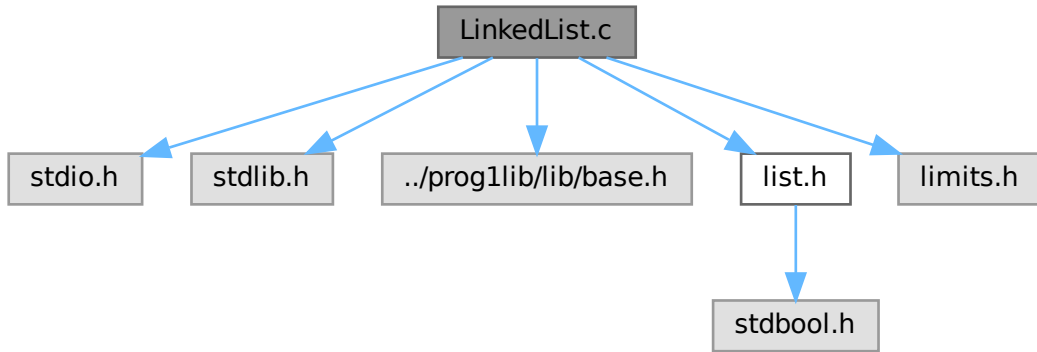 LinkedList.c
stdio.h
stdlib.h
../prog1lib/lib/base.h
list.h
limits.h
stdbool.h